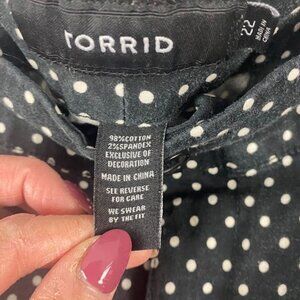 TORRID
22
MADE IN
CHINA
98%COTTON
2%SPANDEX
EXCLUSIVE OF
DECORATION
MADE IN CHINA
SEE REVERSE
FOR CARE
WE SWEAR
BY THE FIT